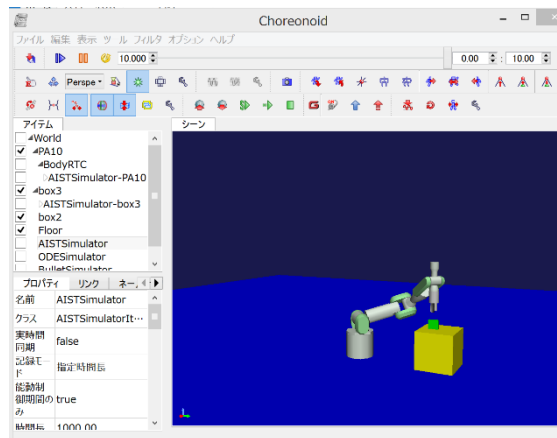 Choreonoid
ファイル 編集 表示 ツール フィルタ オプション ヘルプ
10.000 0.00 : 10.00
Perspe
アイテム シーン
World
PA10
BodyRTC
AISTSimulator-PA10
box3
AISTSimulator-box3
box2
Floor
AISTSimulator
ODESimulator
BulletSimulator
プロパティ リンク ネー
名前 AISTSimulator
クラス AISTSimulatorIt…
実時間同期 false
記録モード 指定時間長
能動制御期間のみ true
時間長 1000.00